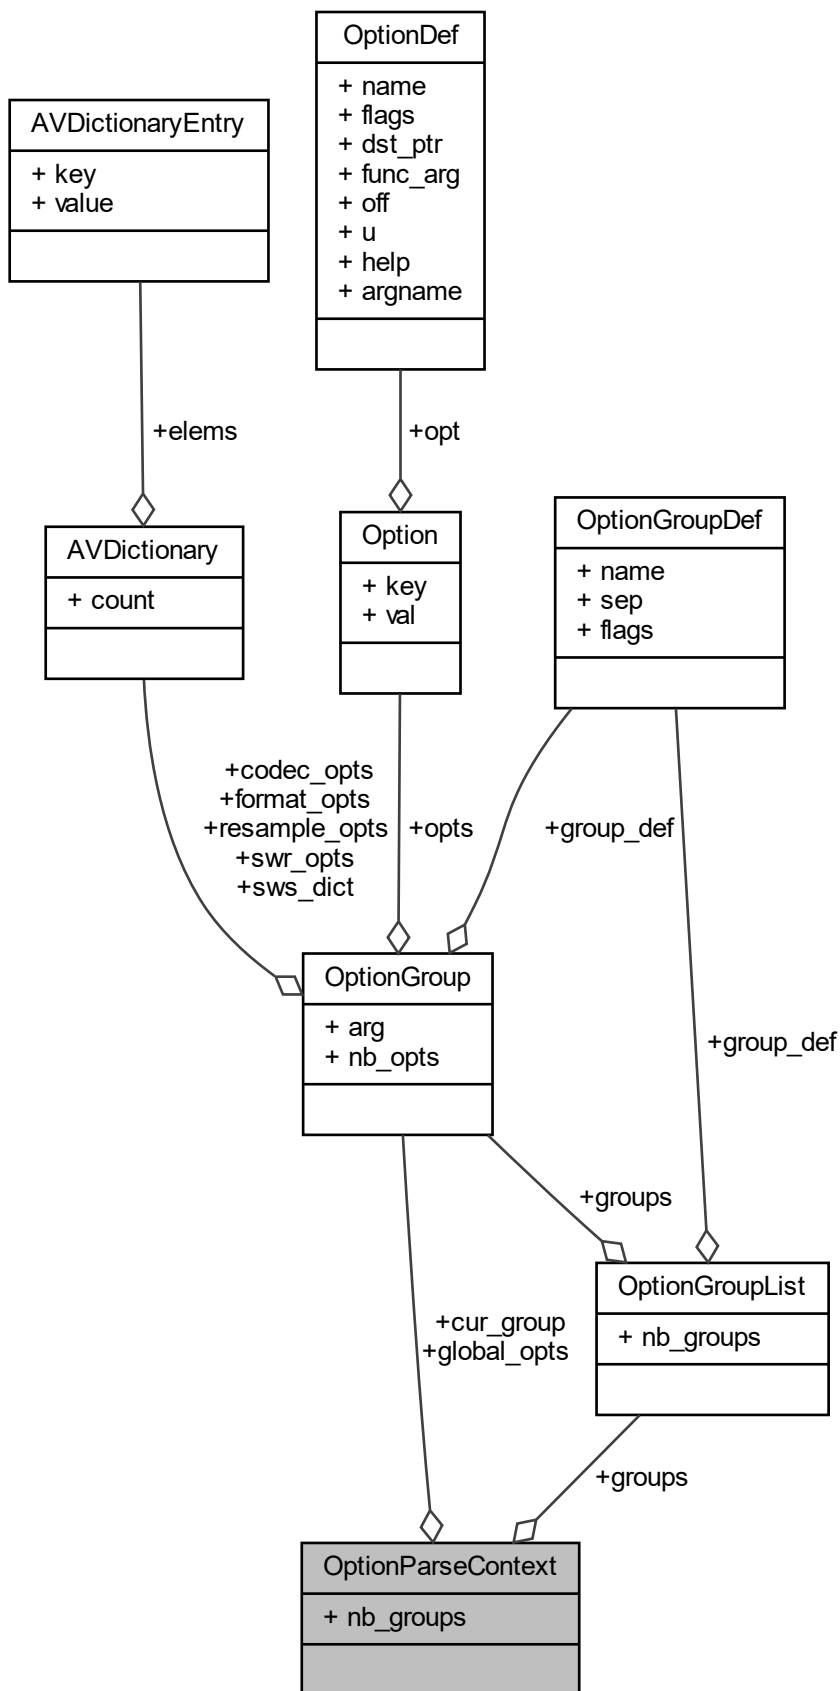 OptionDef
+ name
+ flags
+ dst_ptr
+ func_arg
+ off
+ u
+ help
+ argname
AVDictionaryEntry
+ key
+ value
+elems
+opt
AVDictionary
+ count
Option
+ key
+ val
OptionGroupDef
+ name
+ sep
+ flags
+codec_opts
+format_opts
+resample_opts
+swr_opts
+sws_dict
+opts
+group_def
OptionGroup
+ arg
+ nb_opts
+group_def
+groups
OptionGroupList
+ nb_groups
+cur_group
+global_opts
+groups
OptionParseContext
+ nb_groups